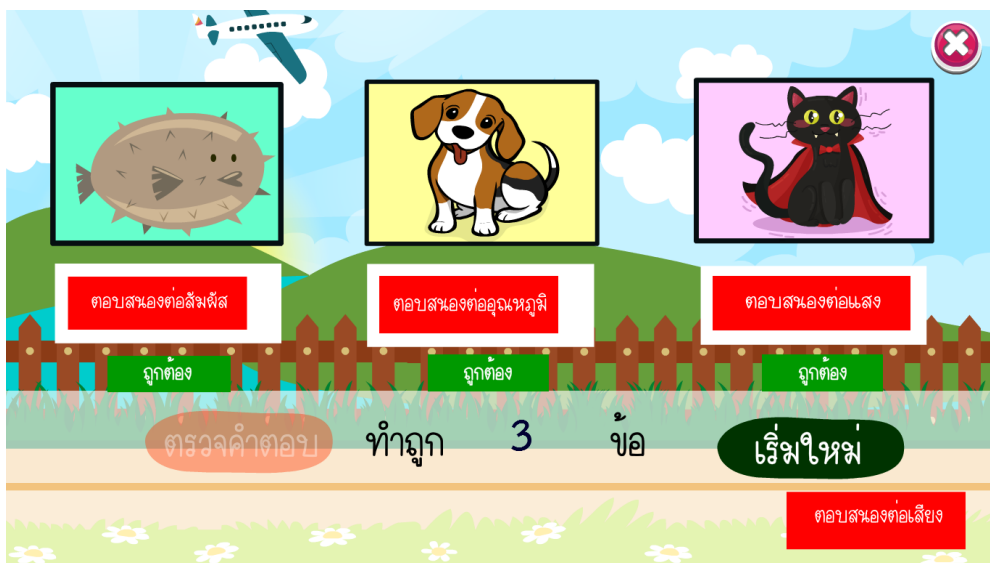 ตอบสนองต่อสัมผัส
ตอบสนองต่ออุณหภูมิ
ตอบสนองต่อแสง
ถูกต้อง
ถูกต้อง
ถูกต้อง
ตรวจคำตอบ
ทำถูก 3 ข้อ
เริ่มใหม่
ตอบสนองต่อเสียง